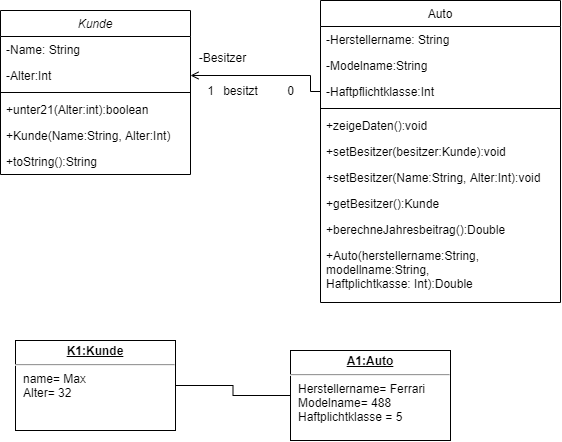 Kunde
-Name: String
-Alter:Int
+unter21(Alter:int):boolean
+Kunde(Name:String, Alter:Int)
+toString():String
-Besitzer
1 besitzt 0
Auto
-Herstellername: String
-Modelname:String
-Haftpflichtklasse:Int
+zeigeDaten():void
+setBesitzer(besitzer:Kunde):void
+setBesitzer(Name:String, Alter:Int):void
+getBesitzer():Kunde
+berechneJahresbeitrag():Double
+Auto(herstellername:String,
modellname:String,
Haftplichtkasse: Int):Double
K1:Kunde
name= Max
Alter= 32
A1:Auto
Herstellername= Ferrari
Modelname= 488
Haftplichtklasse = 5